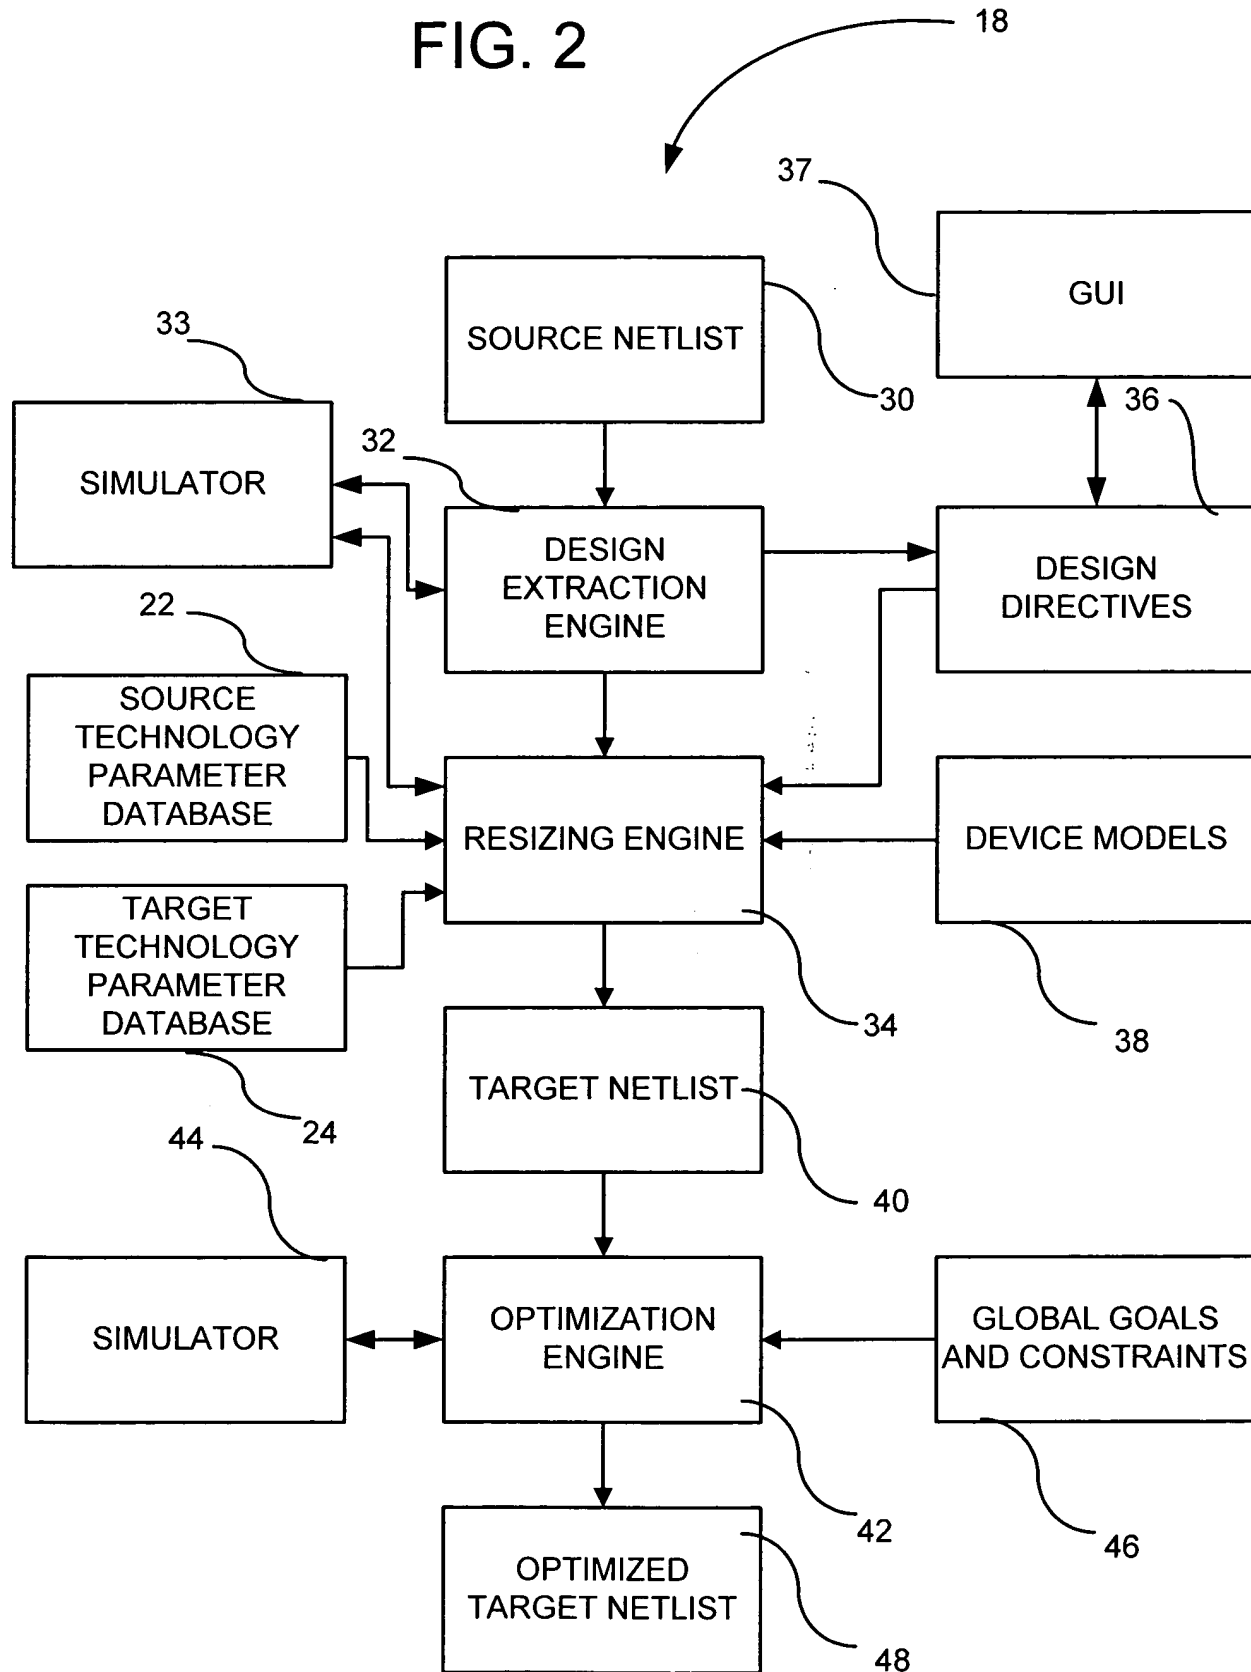 FIG. 2
18
37
GUI
SOURCE NETLIST
30
33
36
32
SIMULATOR
DESIGN
EXTRACTION
ENGINE
DESIGN
DIRECTIVES
22
SOURCE
TECHNOLOGY
PARAMETER
DATABASE
RESIZING ENGINE
DEVICE MODELS
TARGET
TECHNOLOGY
PARAMETER
DATABASE
34
38
24
TARGET NETLIST
40
44
SIMULATOR
OPTIMIZATION
ENGINE
GLOBAL GOALS
AND CONSTRAINTS
42
46
OPTIMIZED
TARGET NETLIST
48